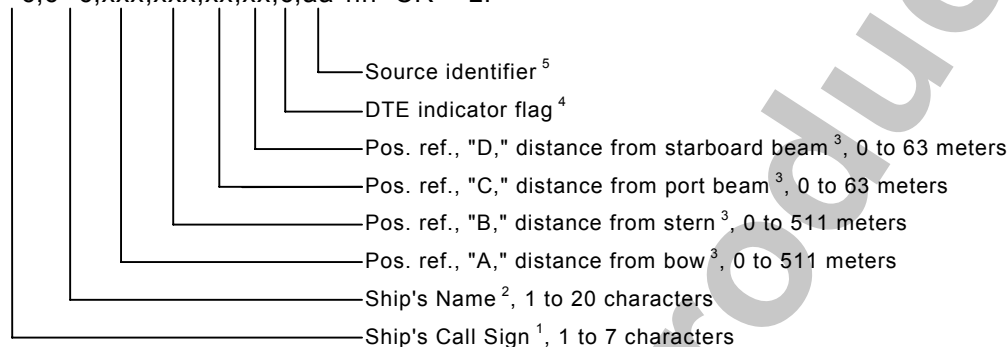 Source identifier 5
DTE indicator flag 4
Pos. ref., "D," distance from starboard beam 3, 0 to 63 meters
Pos. ref., "C," distance from port beam 3, 0 to 63 meters
Pos. ref., "B," distance from stern 3, 0 to 511 meters
Pos. ref., "A," distance from bow 3, 0 to 511 meters
Ship's Name 2, 1 to 20 characters
Ship's Call Sign 1, 1 to 7 characters